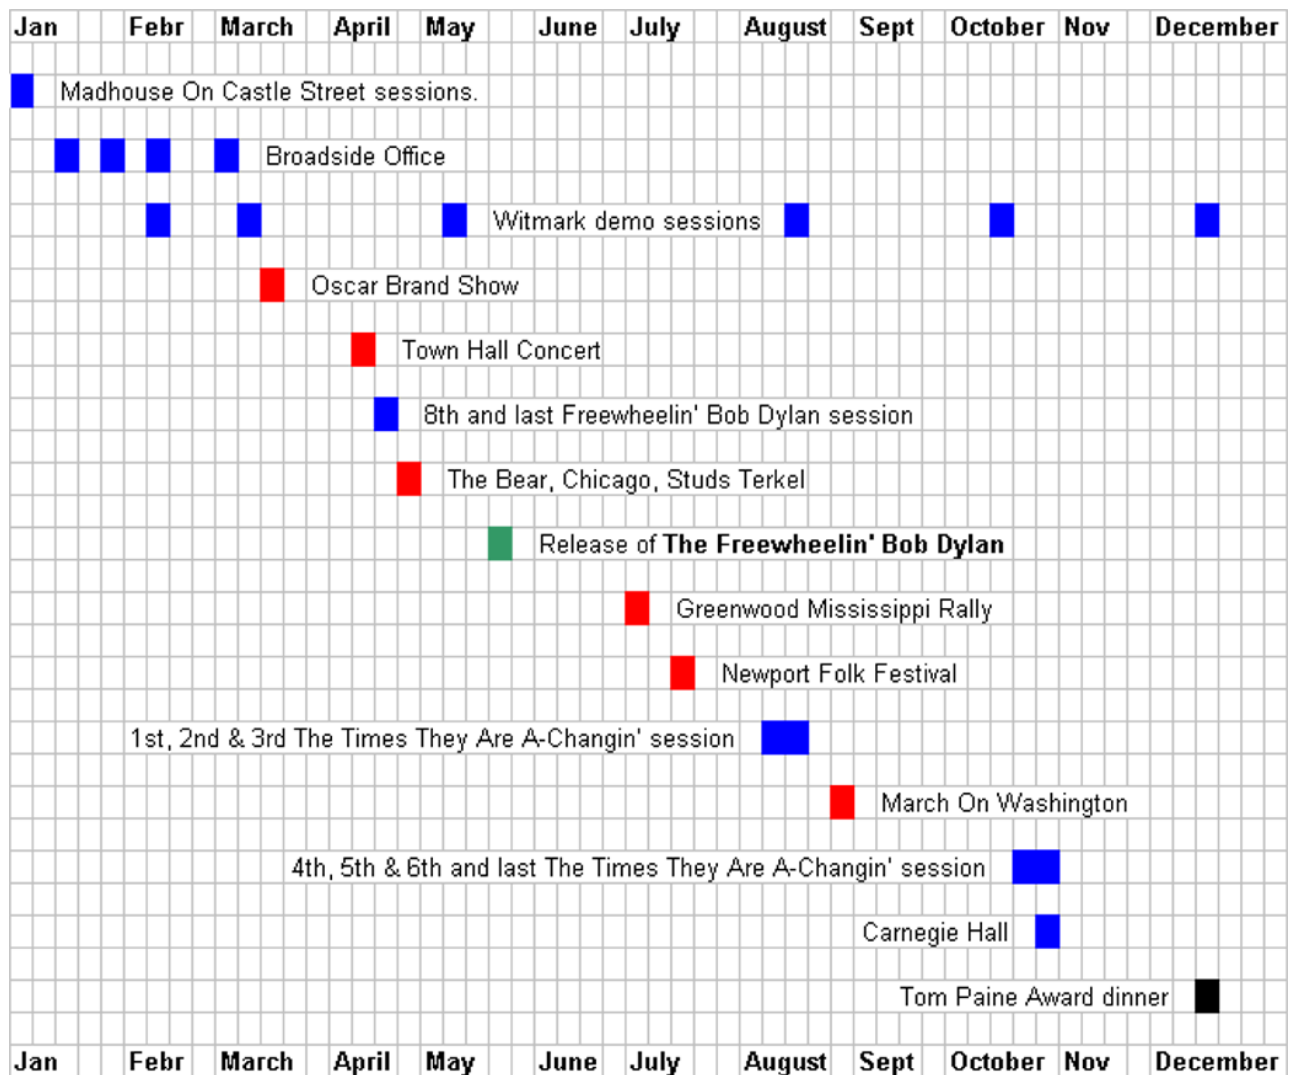 Jan Febr March April May June July August Sept October Nov December
Madhouse On Castle Street sessions.
Broadside Office
Witmark demo sessions
Oscar Brand Show
Town Hall Concert
8th and last Freewheelin' Bob Dylan session
The Bear, Chicago, Studs Terkel
Release of The Freewheelin' Bob Dylan
Greenwood Mississippi Rally
Newport Folk Festival
1st, 2nd & 3rd The Times They Are A-Changin' session
March On Washington
4th, 5th & 6th and last The Times They Are A-Changin' session
Carnegie Hall
Tom Paine Award dinner
Jan Febr March April May June July August Sept October Nov December